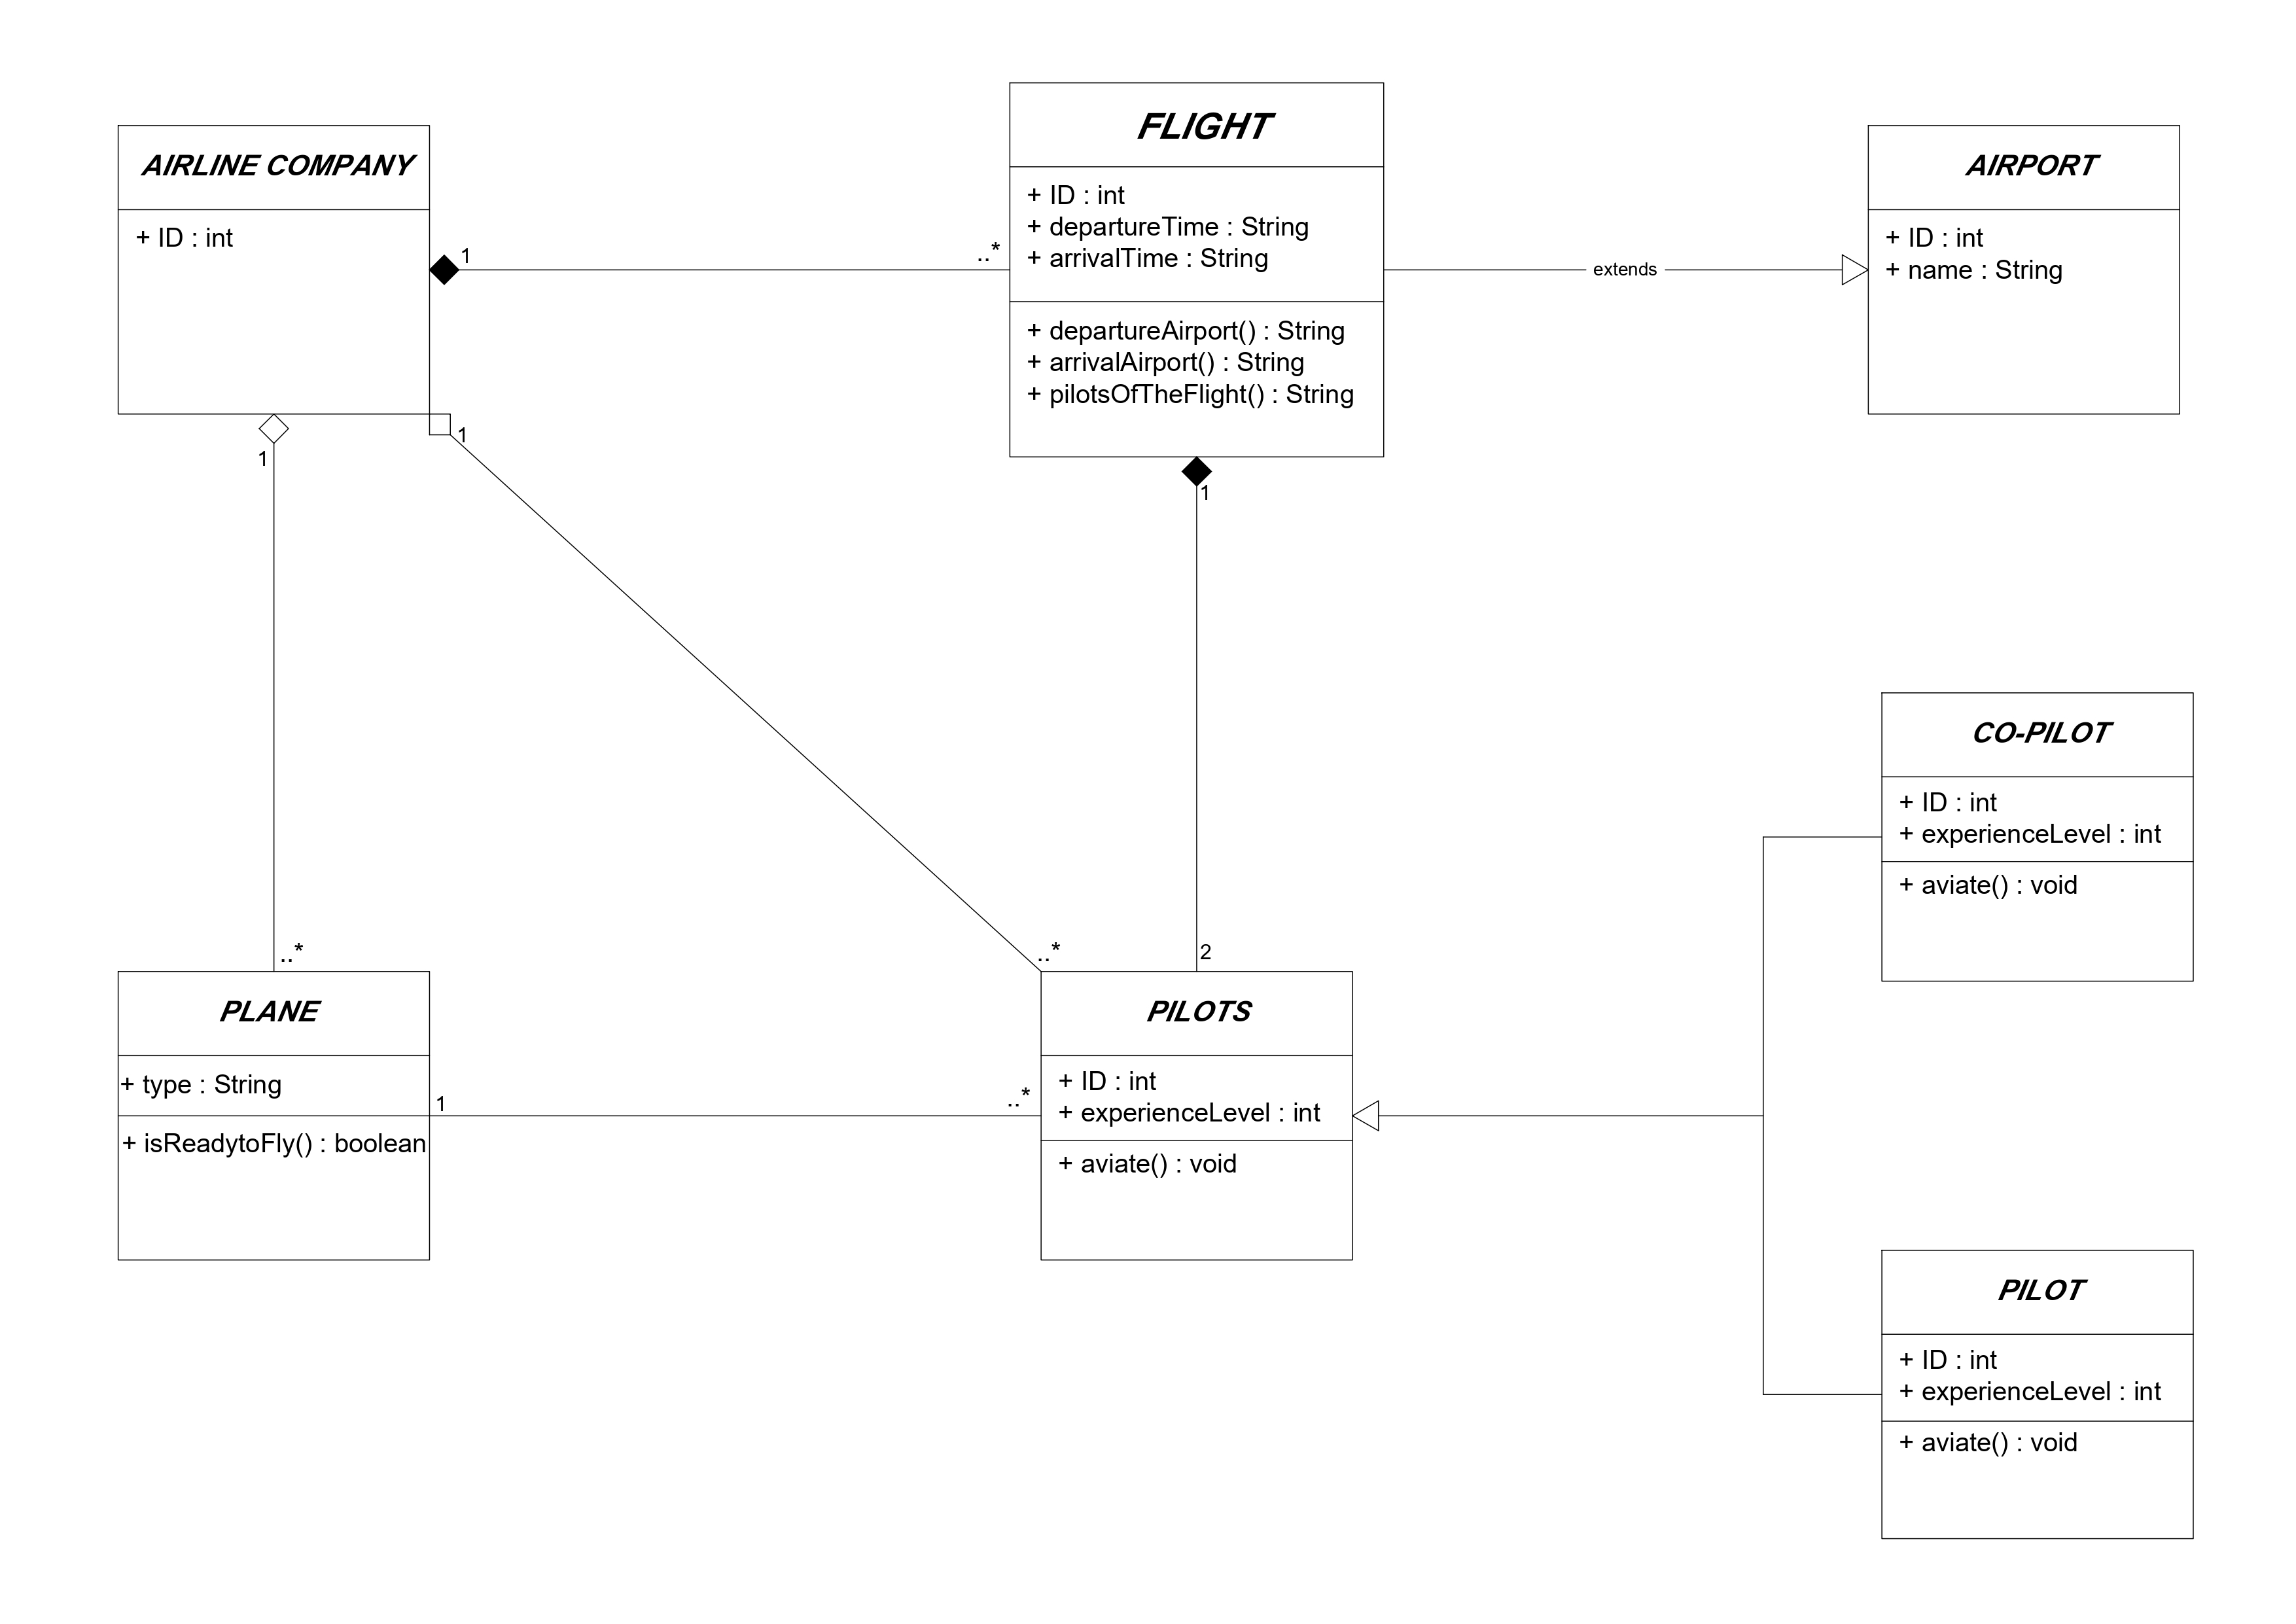 AIRLINE COMPANY
+ ID : int
1
..*
FLIGHT
+ ID : int
+ departureTime : String
+ arrivalTime : String
+ departureAirport() : String
+ arrivalAirport() : String
+ pilotsOfTheFlight() : String
extends
AIRPORT
+ ID : int
+ name : String
1
1
1
..*
..*
2
PLANE
+ type : String
+ isReadytoFly() : boolean
1
..*
PILOTS
+ ID : int
+ experienceLevel : int
+ aviate() : void
CO-PILOT
+ ID : int
+ experienceLevel : int
+ aviate() : void
PILOT
+ ID : int
+ experienceLevel : int
+ aviate() : void